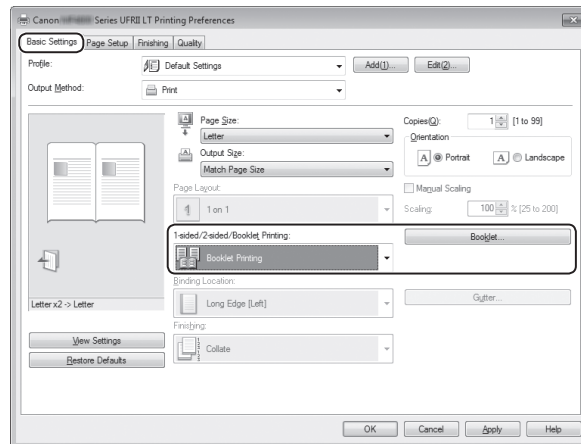 Canon Series UFRII LT Printing Preferences
Basic Settings Page Setup Finishing Quality
Profile: Default Settings Add(1)... Edit(2)...
Output Method: Print
Page Size: Copies(Q): 1 [1 to 99]
Letter Orientation
Output Size: A Portrait A Landscape
Match Page Size
Page Layout: Manual Scaling
1 1 on 1 Scaling: 100 % [25 to 200]
1-sided/2-sided/Booklet Printing: Booklet...
Booklet Printing
Binding Location:
Letter x2 -> Letter Long Edge [Left] Gutter...
Finishing:
View Settings Collate
Restore Defaults
OK Cancel Apply Help